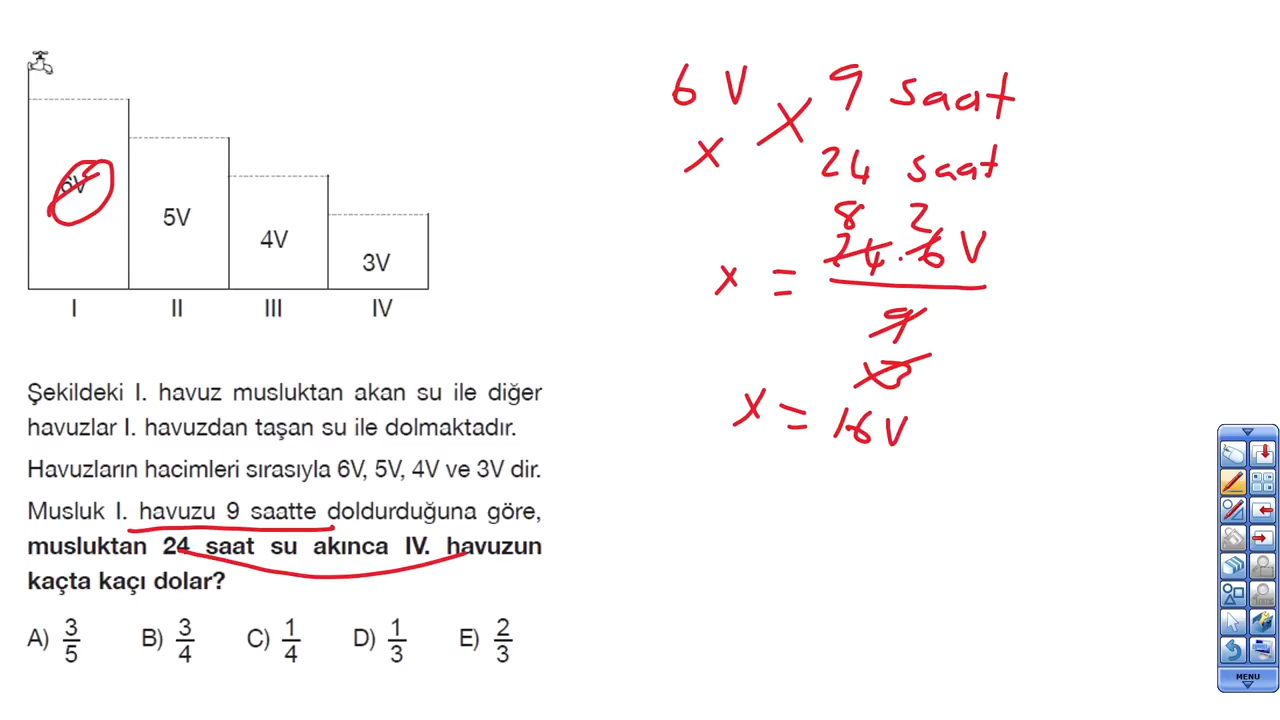 6V
5V
4V
3V
I II III IV
Şekildeki I. havuz musluktan akan su ile diğer
havuzlar I. havuzdan taşan su ile dolmaktadır.
Havuzların hacimleri sırasıyla 6V, 5V, 4V ve 3V dir.
Musluk I. havuzu 9 saatte doldurduğuna göre,
musluktan 24 saat su akınca IV. havuzun
kaçta kaçı dolar?
A) 3/5 B) 3/4 C) 1/4 D) 1/3 E) 2/3
6 V 9 saat
x 24 saat
8 2
x = 24 . 6 V
9
3
x = 16 V
MENU